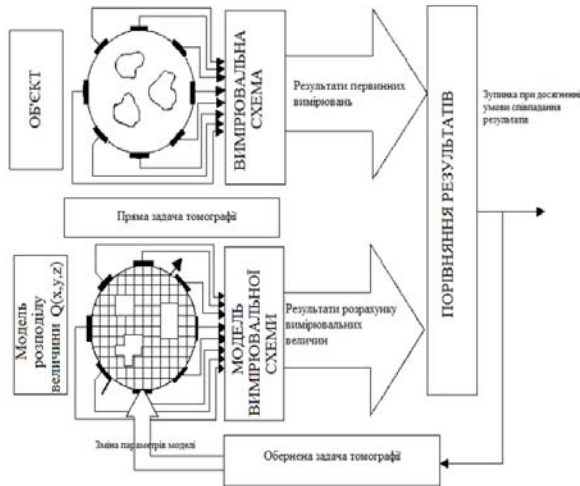 ОБ'ЄКТ
ВИМІРЮВАЛЬНА
СХЕМА
Результати первинних
вимірювань
ПОРІВНЯННЯ РЕЗУЛЬТАТІВ
Зупинка при досягненні
умови співпадання
результатів
Пряма задача томографії
Модель
розподілу
величини Q(x,y,z)
МОДЕЛЬ
ВИМІРЮВАЛЬНОЇ
СХЕМИ
Результати розрахунку
вимірювальних
величин
Зміна параметрів моделі
Обернена задача томографії